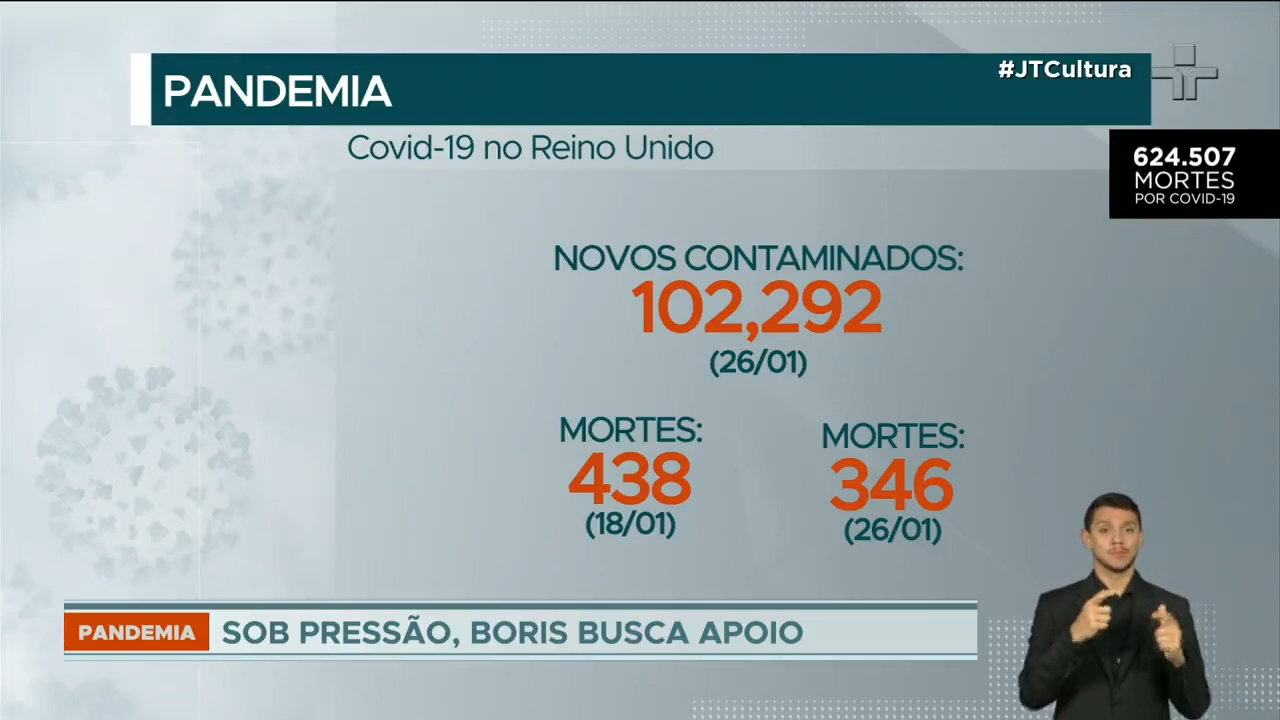 PANDEMIA
#JTCultura
Covid-19 no Reino Unido
624.507
MORTES
POR COVID-19
NOVOS CONTAMINADOS:
102,292
(26/01)
MORTES:
438
(18/01)
MORTES:
346
(26/01)
PANDEMIA
SOB PRESSÃO, BORIS BUSCA APOIO